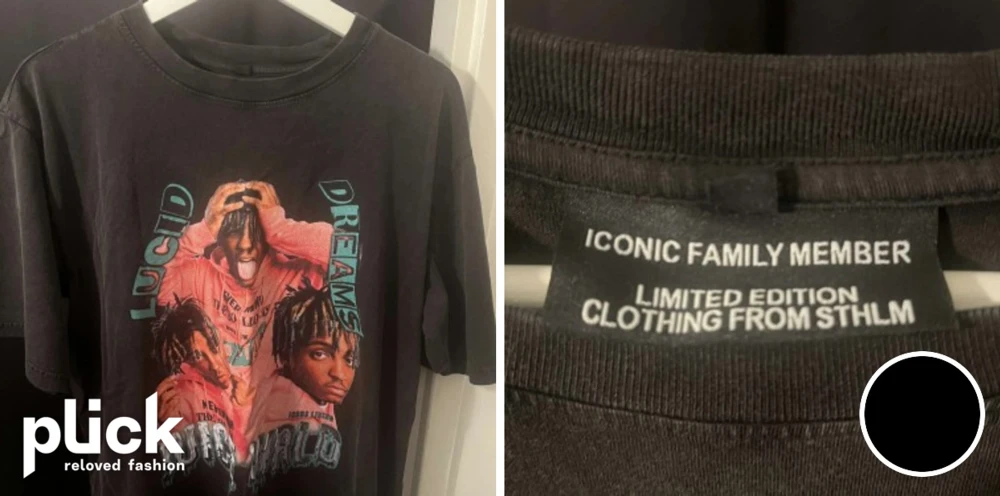 LUCID
DREAMS
plick
reloved fashion
ICONIC FAMILY MEMBER
LIMITED EDITION
CLOTHING FROM STHLM